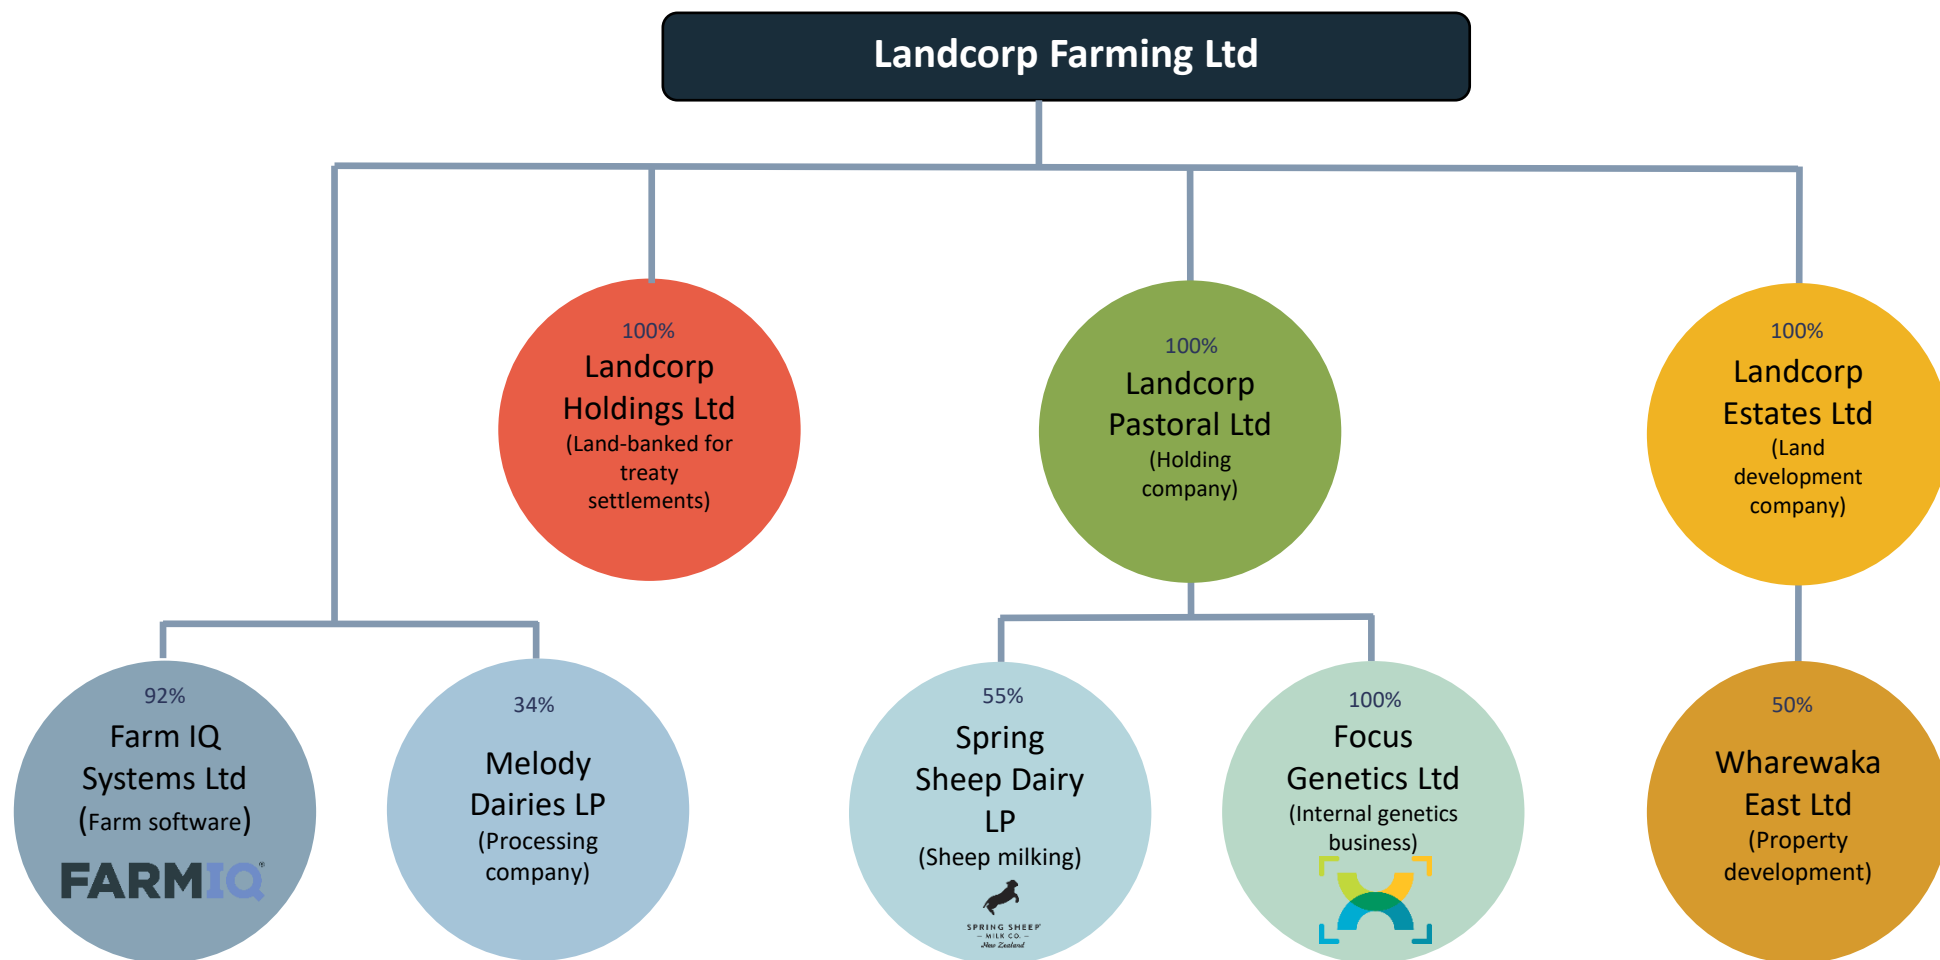 Landcorp Farming Ltd
100%
Landcorp
Holdings Ltd
(Land-banked for
treaty
settlements)
100%
Landcorp
Pastoral Ltd
(Holding
company)
100%
Landcorp
Estates Ltd
(Land
development
company)
92%
Farm IQ
Systems Ltd
(Farm software)
FARMIQ®
34%
Melody
Dairies LP
(Processing
company)
55%
Spring
Sheep Dairy
LP
(Sheep milking)
SPRING SHEEP
– MILK CO. –
New Zealand
100%
Focus
Genetics Ltd
(Internal genetics
business)
50%
Wharewaka
East Ltd
(Property
development)